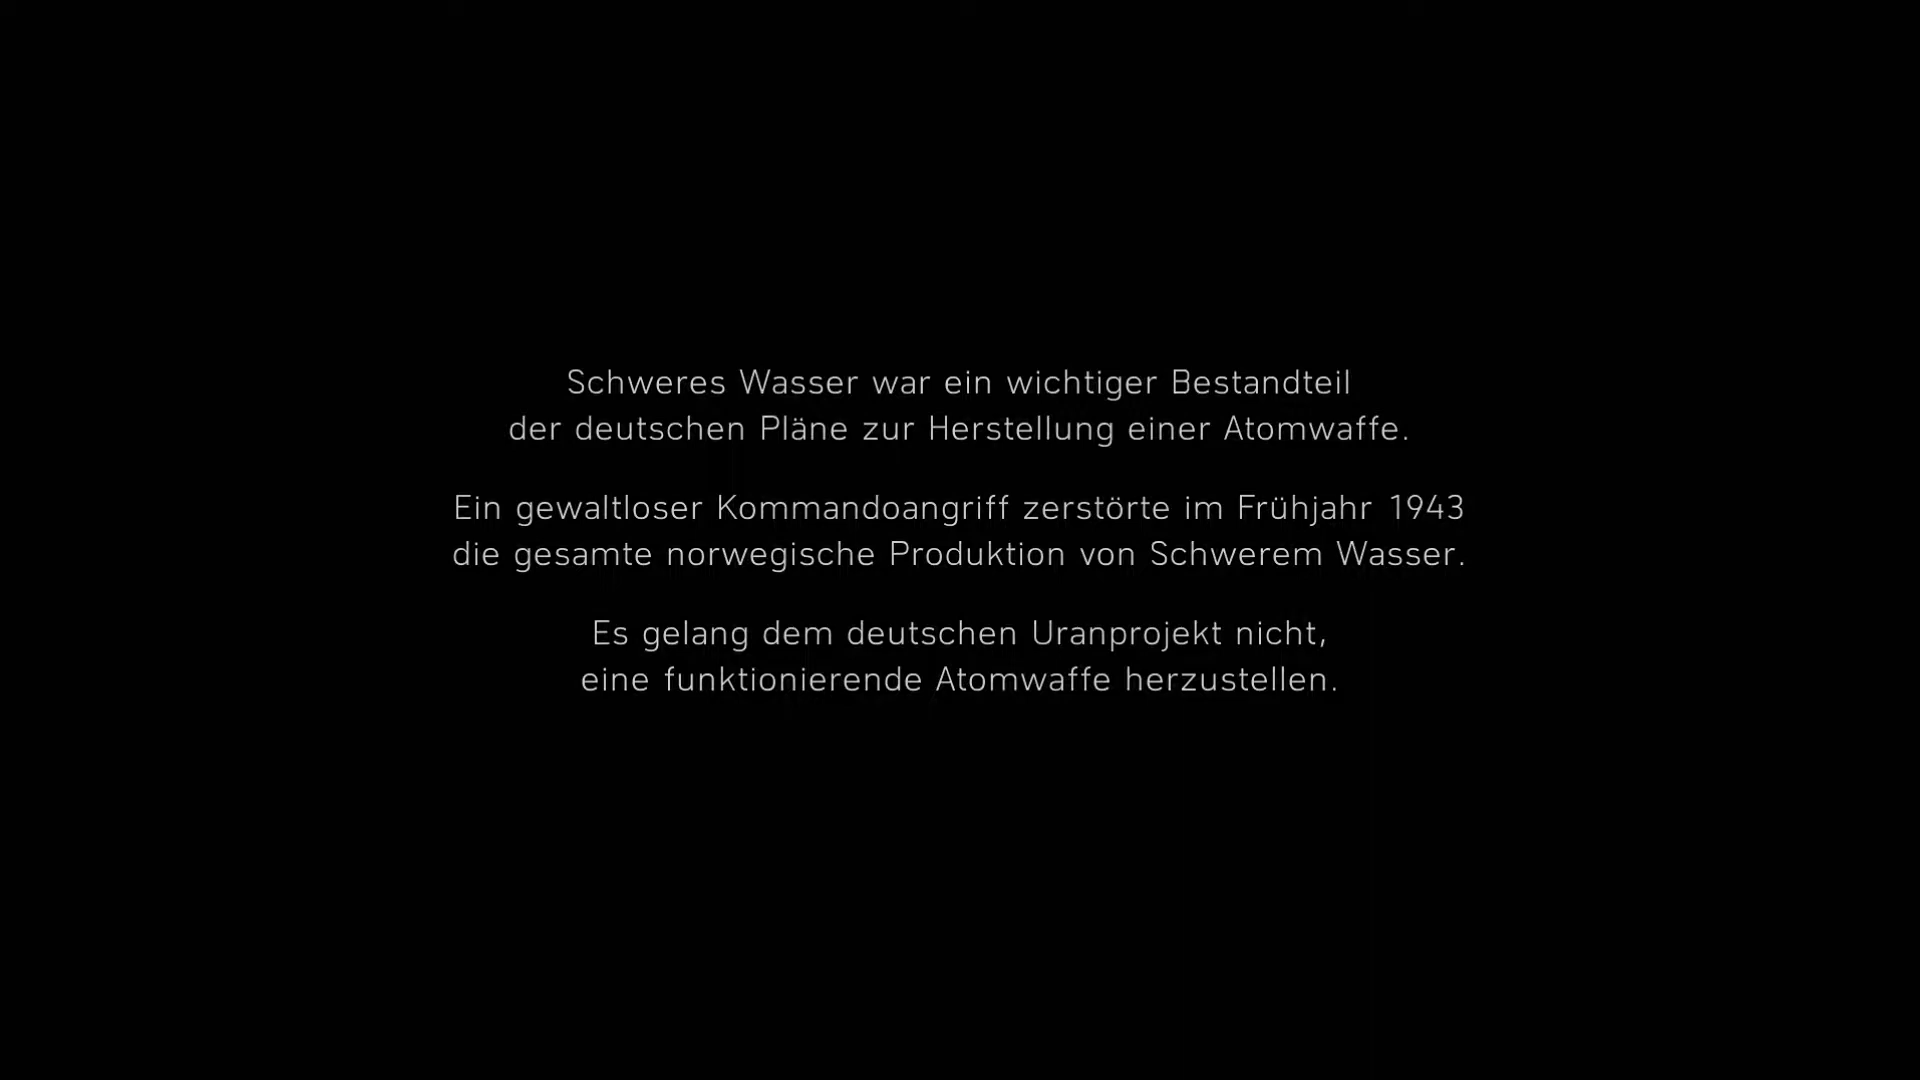 Schweres Wasser war ein wichtiger Bestandteil
der deutschen Pläne zur Herstellung einer Atomwaffe.
Ein gewaltloser Kommandoangriff zerstörte im Frühjahr 1943
die gesamte norwegische Produktion von Schwerem Wasser.
Es gelang dem deutschen Uranprojekt nicht,
eine funktionierende Atomwaffe herzustellen.